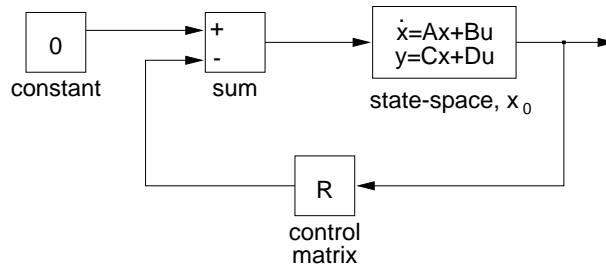 0
constant
+
-
sum
ẋ=Ax+Bu
y=Cx+Du
state-space, x₀
R
control
matrix